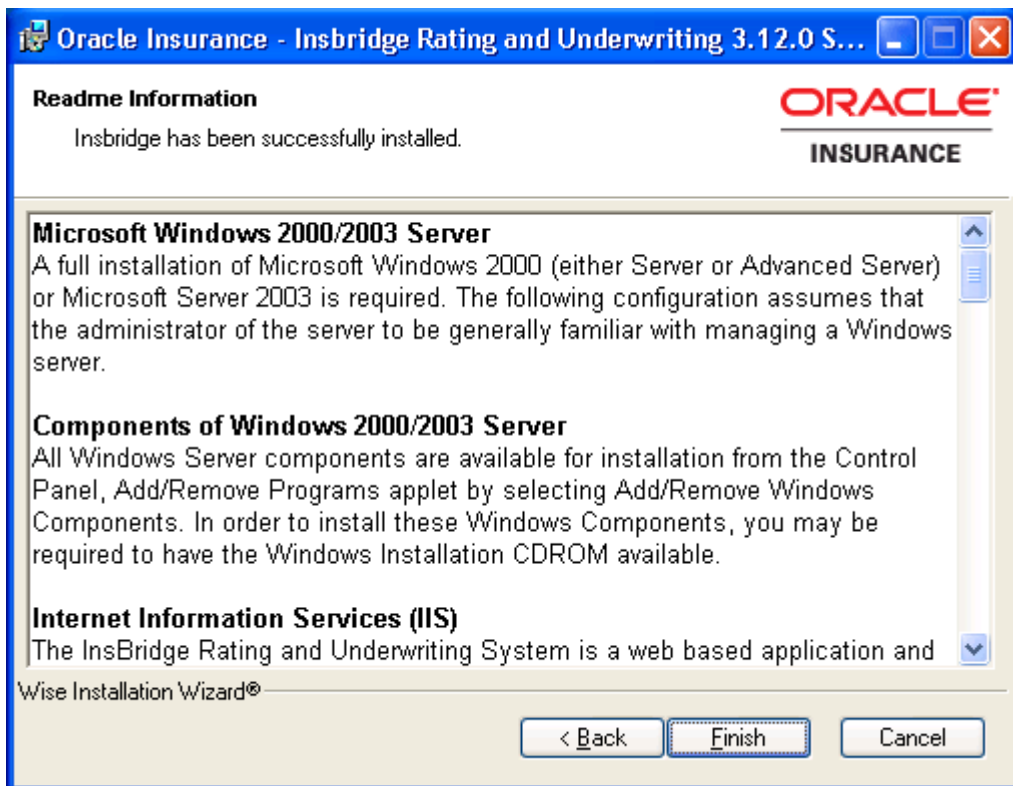 Oracle Insurance - Insbridge Rating and Underwriting 3.12.0 S...
Readme Information
Insbridge has been successfully installed.
ORACLE
INSURANCE
Microsoft Windows 2000/2003 Server
A full installation of Microsoft Windows 2000 (either Server or Advanced Server)
or Microsoft Server 2003 is required. The following configuration assumes that
the administrator of the server to be generally familiar with managing a Windows
server.
Components of Windows 2000/2003 Server
All Windows Server components are available for installation from the Control
Panel, Add/Remove Programs applet by selecting Add/Remove Windows
Components. In order to install these Windows Components, you may be
required to have the Windows Installation CDROM available.
Internet Information Services (IIS)
The InsBridge Rating and Underwriting System is a web based application and
Wise Installation Wizard®
< Back
Finish
Cancel